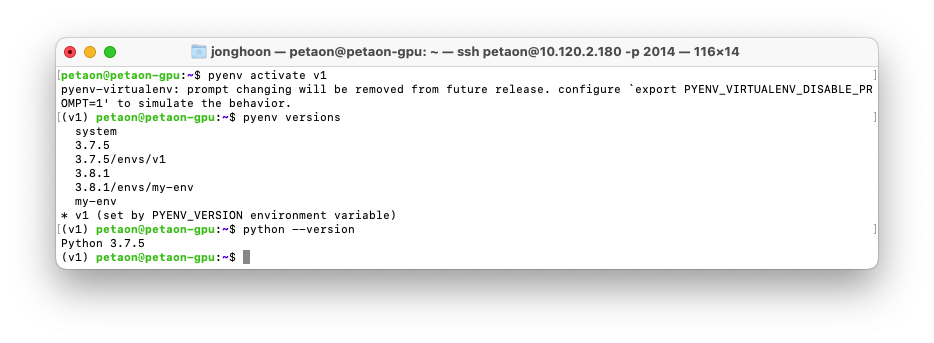 jonghoon — petaon@petaon-gpu: ~ — ssh petaon@10.120.2.180 -p 2014 — 116×14
[petaon@petaon-gpu:~$ pyenv activate v1 ]
pyenv-virtualenv: prompt changing will be removed from future release. configure `export PYENV_VIRTUALENV_DISABLE_PR
OMPT=1' to simulate the behavior.
[(v1) petaon@petaon-gpu:~$ pyenv versions ]
  system
  3.7.5
  3.7.5/envs/v1
  3.8.1
  3.8.1/envs/my-env
  my-env
* v1 (set by PYENV_VERSION environment variable)
[(v1) petaon@petaon-gpu:~$ python --version ]
Python 3.7.5
(v1) petaon@petaon-gpu:~$